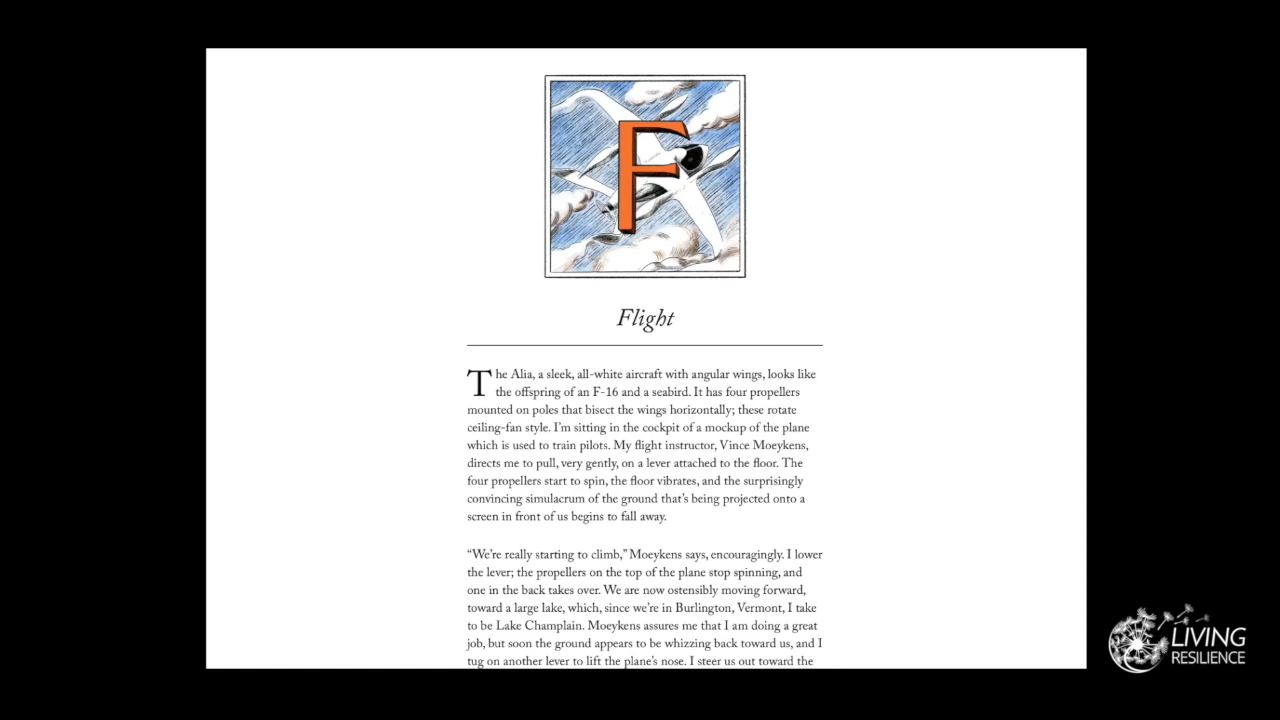 F
Flight
The Alia, a sleek, all-white aircraft with angular wings, looks like
the offspring of an F-16 and a seabird. It has four propellers
mounted on poles that bisect the wings horizontally; these rotate
ceiling-fan style. I'm sitting in the cockpit of a mockup of the plane
which is used to train pilots. My flight instructor, Vince Moeykens,
directs me to pull, very gently, on a lever attached to the floor. The
four propellers start to spin, the floor vibrates, and the surprisingly
convincing simulacrum of the ground that's being projected onto a
screen in front of us begins to fall away.
“We're really starting to climb,” Moeykens says, encouragingly. I lower
the lever; the propellers on the top of the plane stop spinning, and
one in the back takes over. We are now ostensibly moving forward,
toward a large lake, which, since we're in Burlington, Vermont, I take
to be Lake Champlain. Moeykens assures me that I am doing a great
job, but soon the ground appears to be whizzing back toward us, and I
tug on another lever to lift the plane's nose. I steer us out toward the
LIVING
RESILIENCE